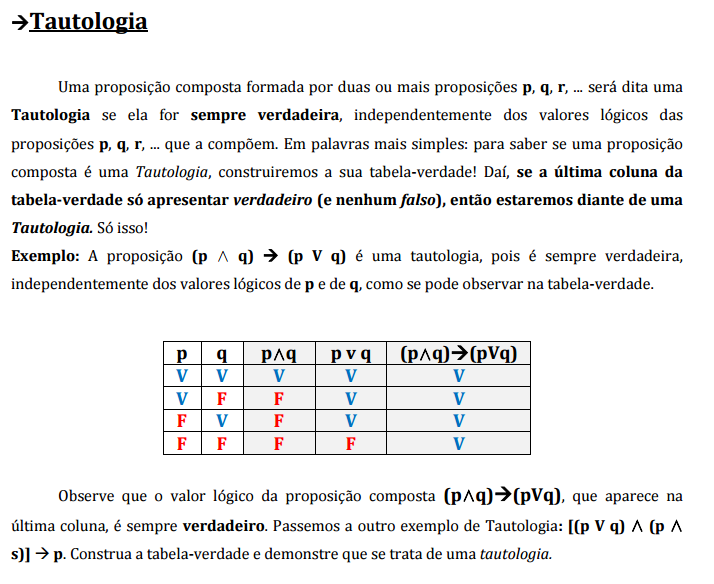 →Tautologia
Uma proposição composta formada por duas ou mais proposições p, q, r, ... será dita uma
Tautologia se ela for sempre verdadeira, independentemente dos valores lógicos das
proposições p, q, r, ... que a compõem. Em palavras mais simples: para saber se uma proposição
composta é uma Tautologia, construiremos a sua tabela-verdade! Daí, se a última coluna da
tabela-verdade só apresentar verdadeiro (e nenhum falso), então estaremos diante de uma
Tautologia. Só isso!
Exemplo: A proposição (p ∧ q) → (p V q) é uma tautologia, pois é sempre verdadeira,
independentemente dos valores lógicos de p e de q, como se pode observar na tabela-verdade.
p q p∧q p v q (p∧q)→(pVq)
V V V V V
V F F V V
F V F V V
F F F F V
Observe que o valor lógico da proposição composta (p∧q)→(pVq), que aparece na
última coluna, é sempre verdadeiro. Passemos a outro exemplo de Tautologia: [(p V q) ∧ (p ∧
s)] → p. Construa a tabela-verdade e demonstre que se trata de uma tautologia.